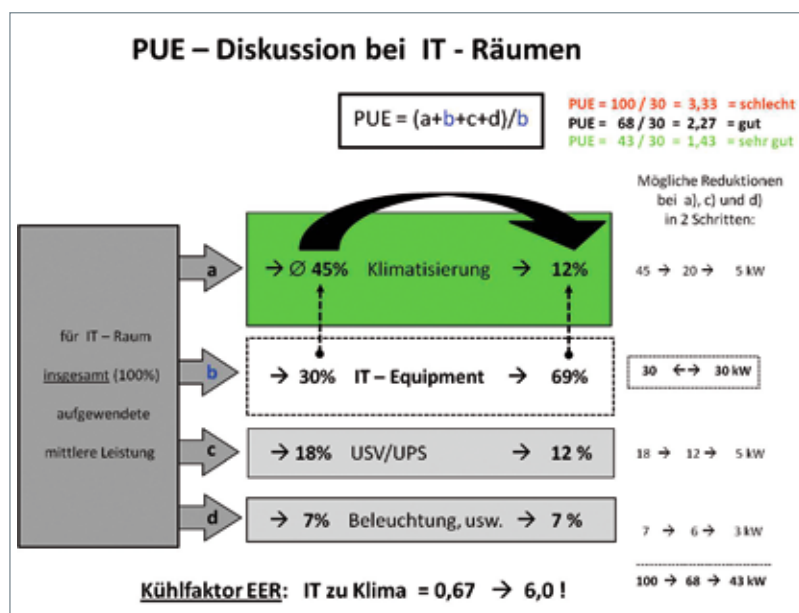 PUE – Diskussion bei IT - Räumen
PUE = (a+b+c+d)/b
PUE = 100 / 30 = 3,33 = schlecht
PUE = 68 / 30 = 2,27 = gut
PUE = 43 / 30 = 1,43 = sehr gut
Mögliche Reduktionen
bei a), c) und d)
in 2 Schritten:
a
→ Ø 45% Klimatisierung → 12%
45 → 20 → 5 kW
für IT – Raum
insgesamt (100%)
aufgewendete
mittlere Leistung
b
→ 30% IT – Equipment → 69%
30 ←→ 30 kW
c
→ 18% USV/UPS → 12 %
18 → 12 → 5 kW
d
→ 7% Beleuchtung, usw. → 7 %
7 → 6 → 3 kW
100 → 68 → 43 kW
Kühlfaktor EER: IT zu Klima = 0,67 → 6,0 !